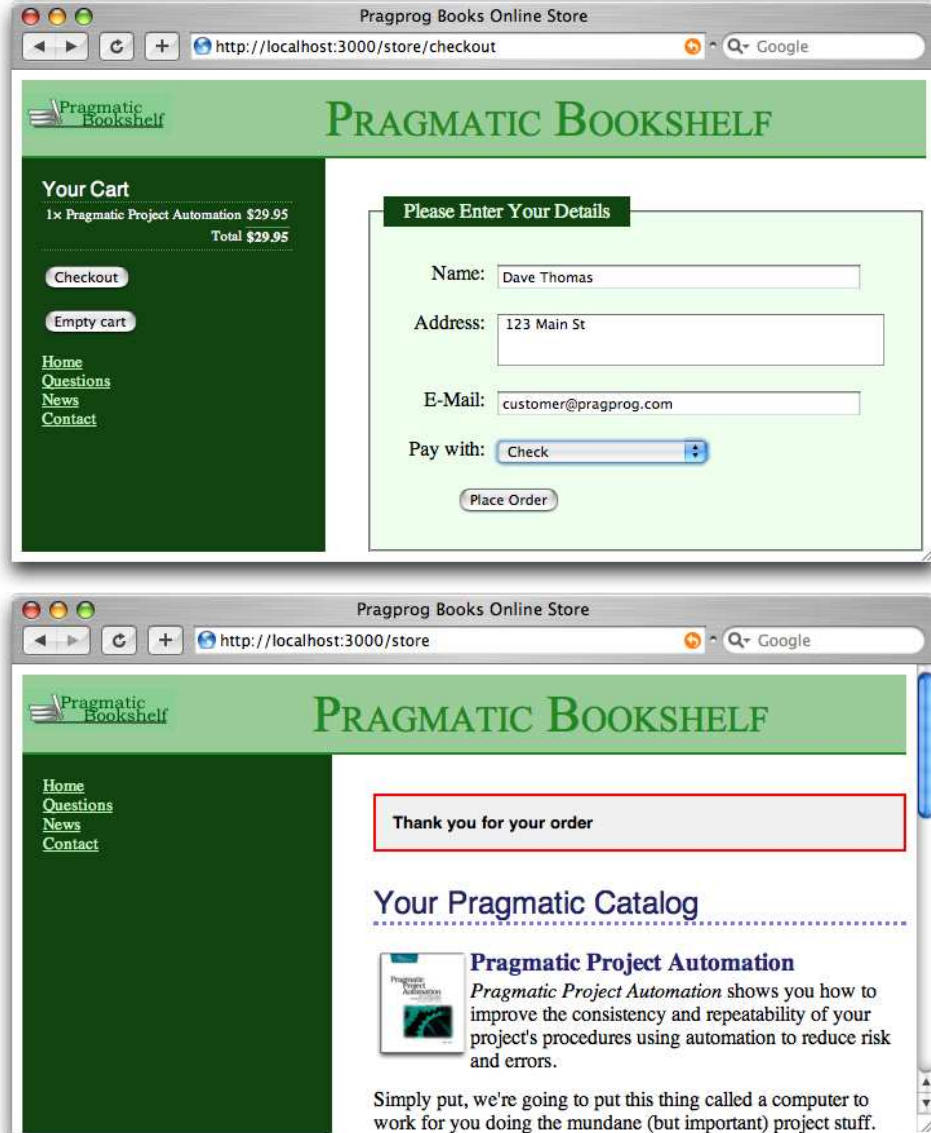 Pragprog Books Online Store
http://localhost:3000/store/checkout
Google
Pragmatic
Bookshelf
PRAGMATIC BOOKSHELF
Your Cart
1x Pragmatic Project Automation $29.95
Total $29.95
Checkout
Empty cart
Home
Questions
News
Contact
Please Enter Your Details
Name: Dave Thomas
Address: 123 Main St
E-Mail: customer@pragprog.com
Pay with: Check
Place Order
Pragprog Books Online Store
http://localhost:3000/store
Google
Pragmatic
Bookshelf
PRAGMATIC BOOKSHELF
Home
Questions
News
Contact
Thank you for your order
Your Pragmatic Catalog
Pragmatic
Project
Automation
Pragmatic Project Automation
Pragmatic Project Automation shows you how to
improve the consistency and repeatability of your
project's procedures using automation to reduce risk
and errors.
Simply put, we're going to put this thing called a computer to
work for you doing the mundane (but important) project stuff.